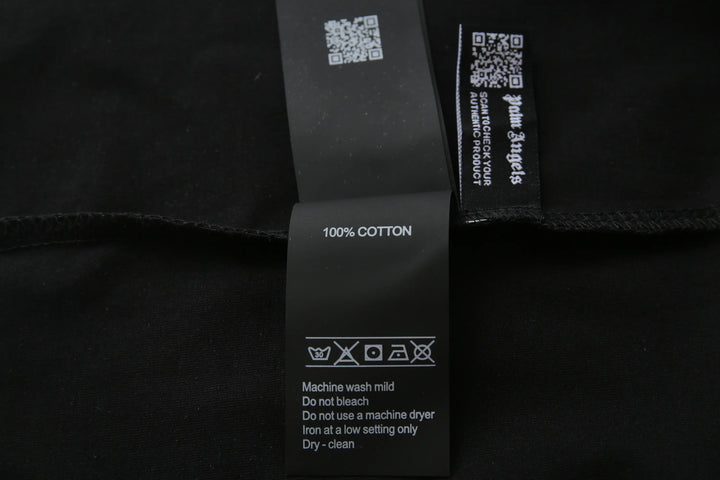 Palm Angels
SCAN TO CHECK YOUR
AUTHENTIC PRODUCT
100% COTTON
30
Machine wash mild
Do not bleach
Do not use a machine dryer
Iron at a low setting only
Dry - clean